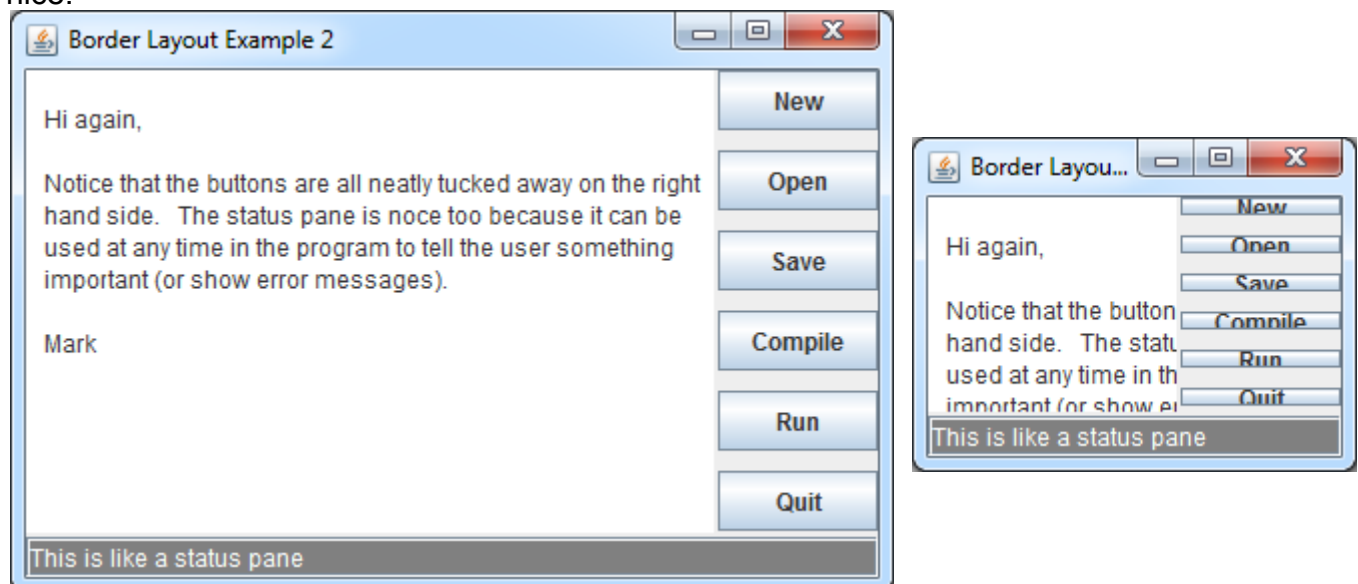 nice.
Border Layout Example 2
Hi again,
Notice that the buttons are all neatly tucked away on the right
hand side. The status pane is noce too because it can be
used at any time in the program to tell the user something
important (or show error messages).
Mark
New
Open
Save
Compile
Run
Quit
This is like a status pane
Border Layou...
Hi again,
Notice that the button
hand side. The statu
used at any time in th
important (or show er
New
Open
Save
Compile
Run
Quit
This is like a status pane